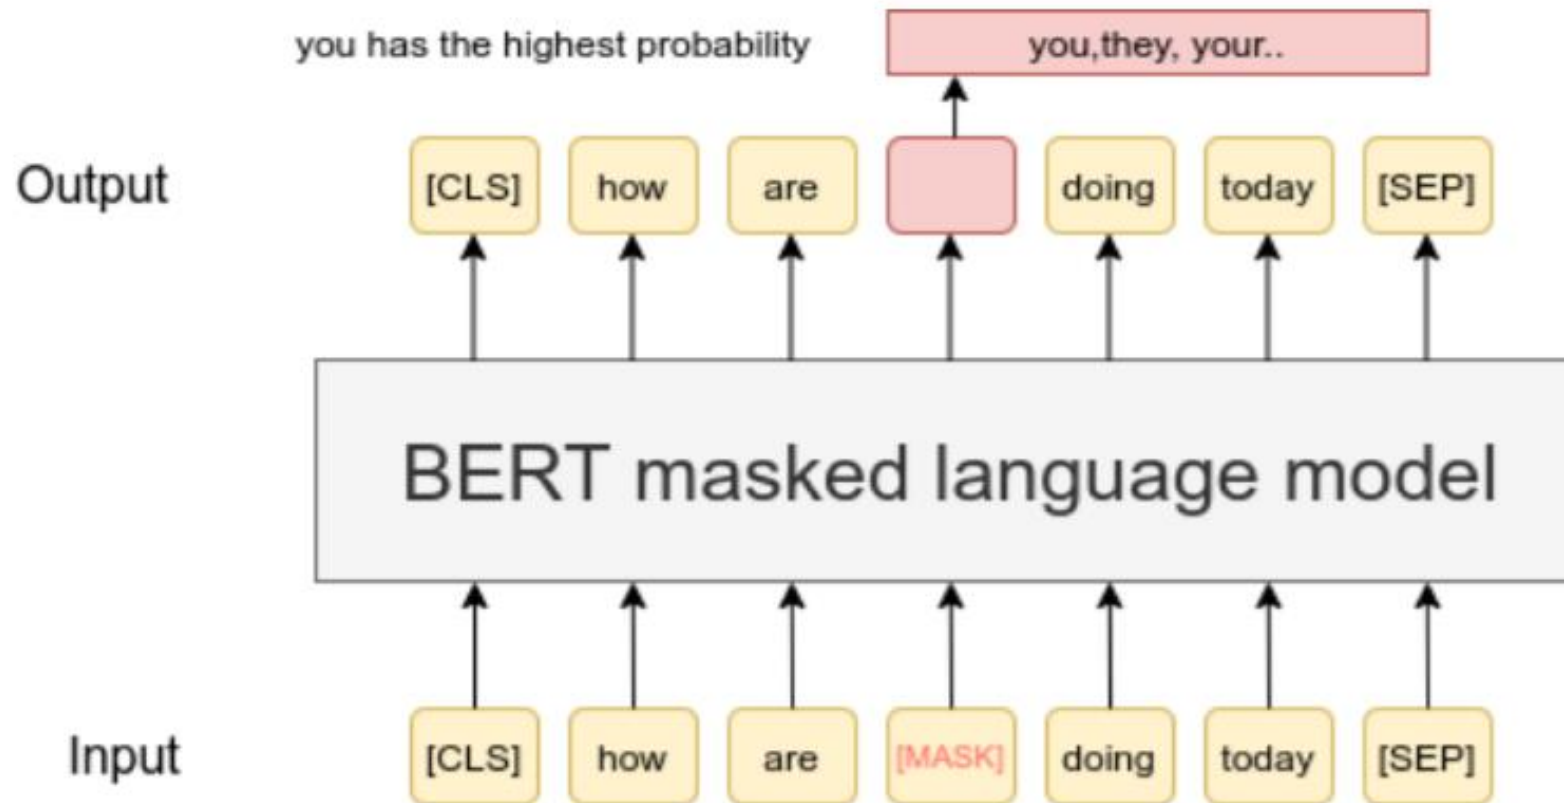 you has the highest probability you,they, your..
Output [CLS] how are doing today [SEP]
BERT masked language model
Input [CLS] how are [MASK] doing today [SEP]